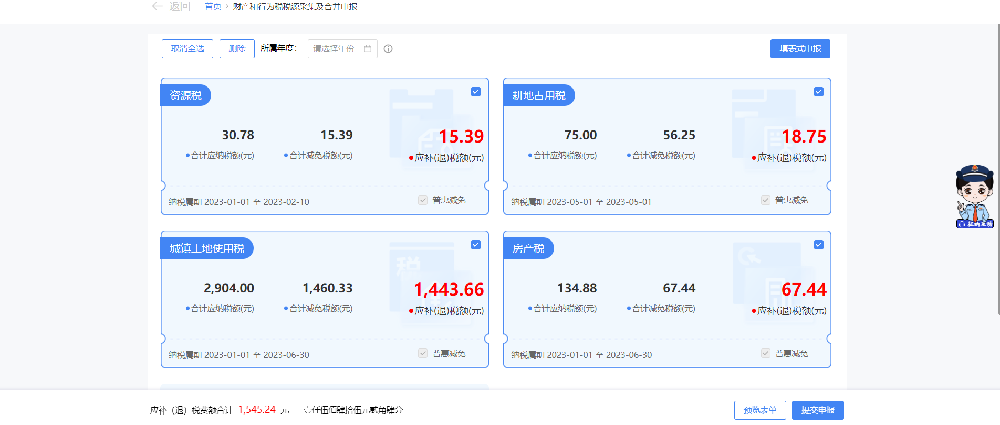 返回 首页 › 财产和行为税税源采集及合并申报
取消全选 删除 所属年度： 请选择年份 填表式申报
资源税
30.78 15.39 15.39
合计应纳税额(元) 合计减免税额(元) 应补(退)税额(元)
纳税属期 2023-01-01 至 2023-02-10 普惠减免
耕地占用税
75.00 56.25 18.75
合计应纳税额(元) 合计减免税额(元) 应补(退)税额(元)
纳税属期 2023-05-01 至 2023-05-01 普惠减免
城镇土地使用税
税
2,904.00 1,460.33 1,443.66
合计应纳税额(元) 合计减免税额(元) 应补(退)税额(元)
纳税属期 2023-01-01 至 2023-06-30 普惠减免
房产税
134.88 67.44 67.44
合计应纳税额(元) 合计减免税额(元) 应补(退)税额(元)
纳税属期 2023-01-01 至 2023-06-30 普惠减免
征纳互动
应补（退）税费额合计 1,545.24 元 壹仟伍佰肆拾伍元贰角肆分 预览表单 提交申报